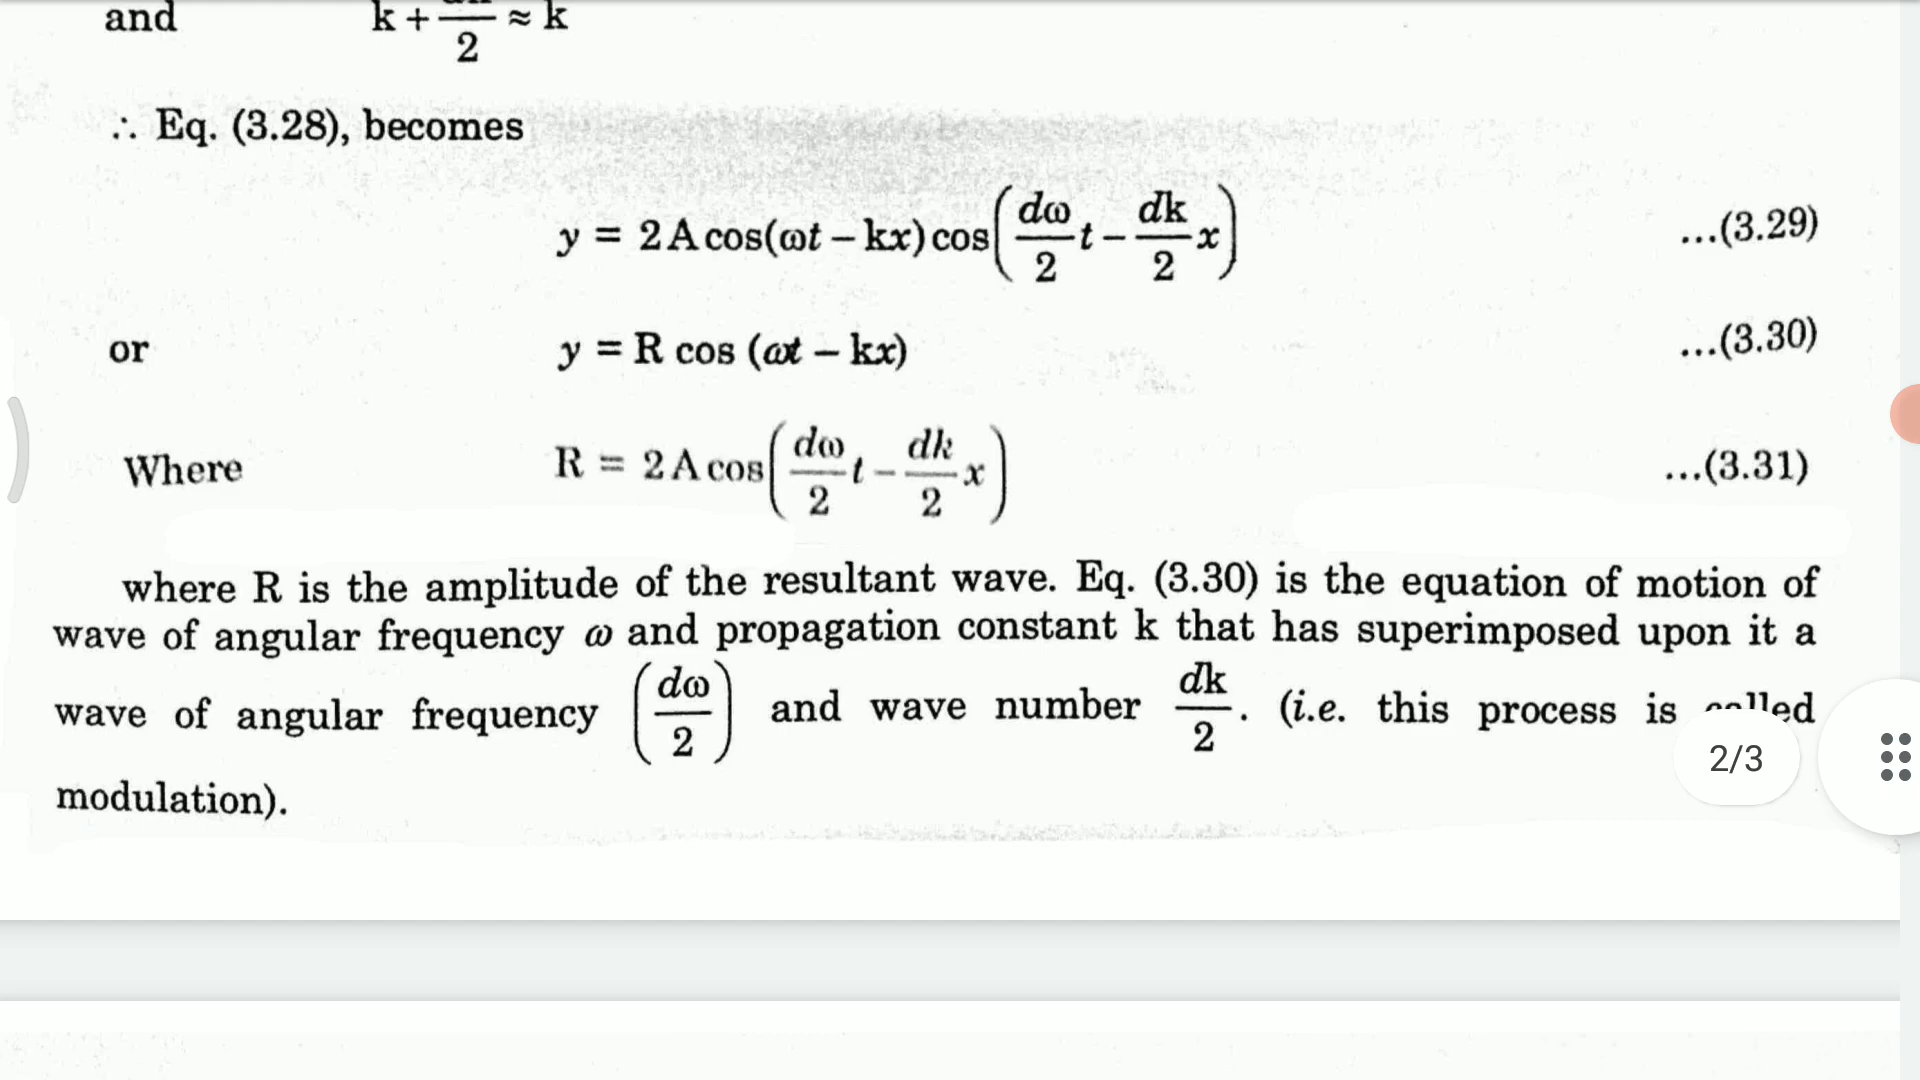 and k + dk/2 ≈ k
∴ Eq. (3.28), becomes
y = 2 A cos(ωt – kx) cos(dω/2 t – dk/2 x) ...(3.29)
or y = R cos (ωt – kx) ...(3.30)
Where R = 2 A cos(dω/2 t – dk/2 x) ...(3.31)
where R is the amplitude of the resultant wave. Eq. (3.30) is the equation of motion of
wave of angular frequency ω and propagation constant k that has superimposed upon it a
wave of angular frequency (dω/2) and wave number dk/2. (i.e. this process is called
modulation).
2/3